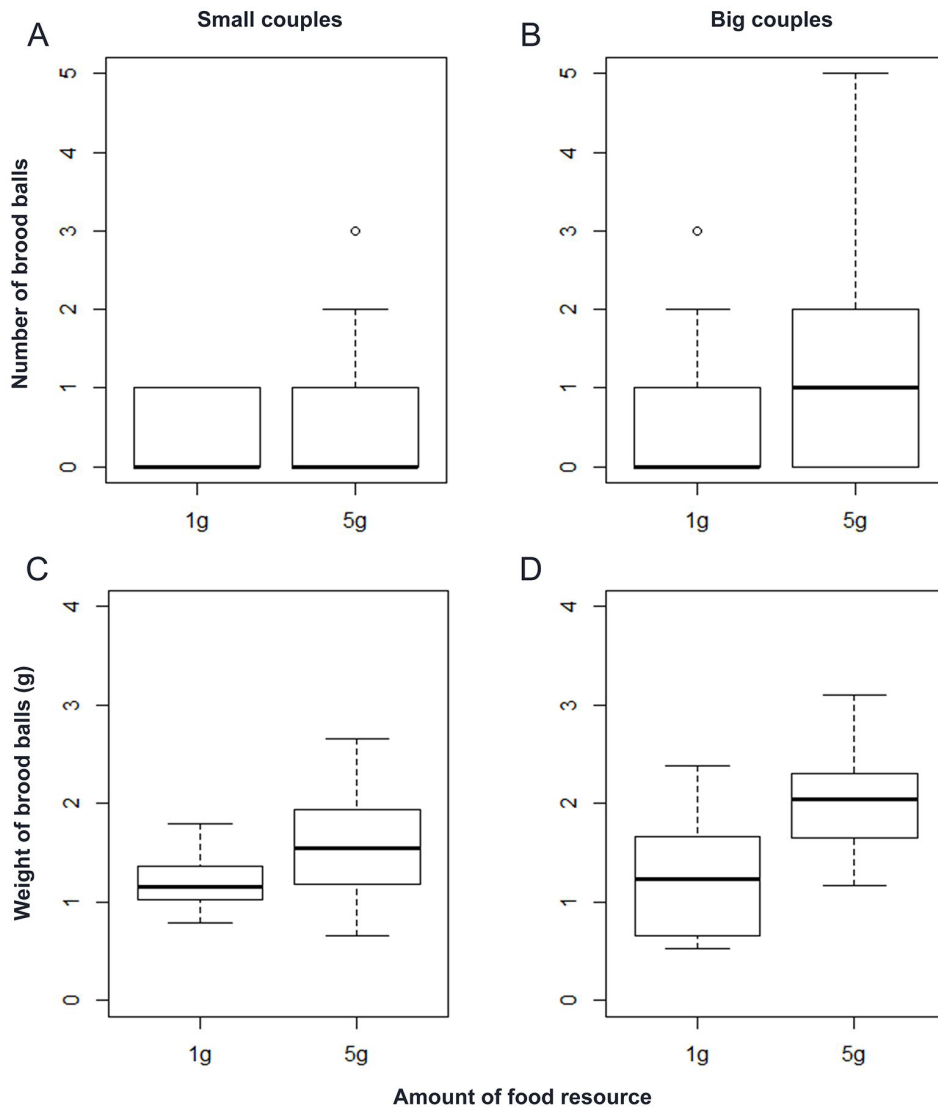 Small couples
Big couples
A
B
Number of brood balls
5
4
3
2
1
0
1g
5g
5
4
3
2
1
0
1g
5g
C
D
Weight of brood balls (g)
4
3
2
1
0
1g
5g
4
3
2
1
0
1g
5g
Amount of food resource